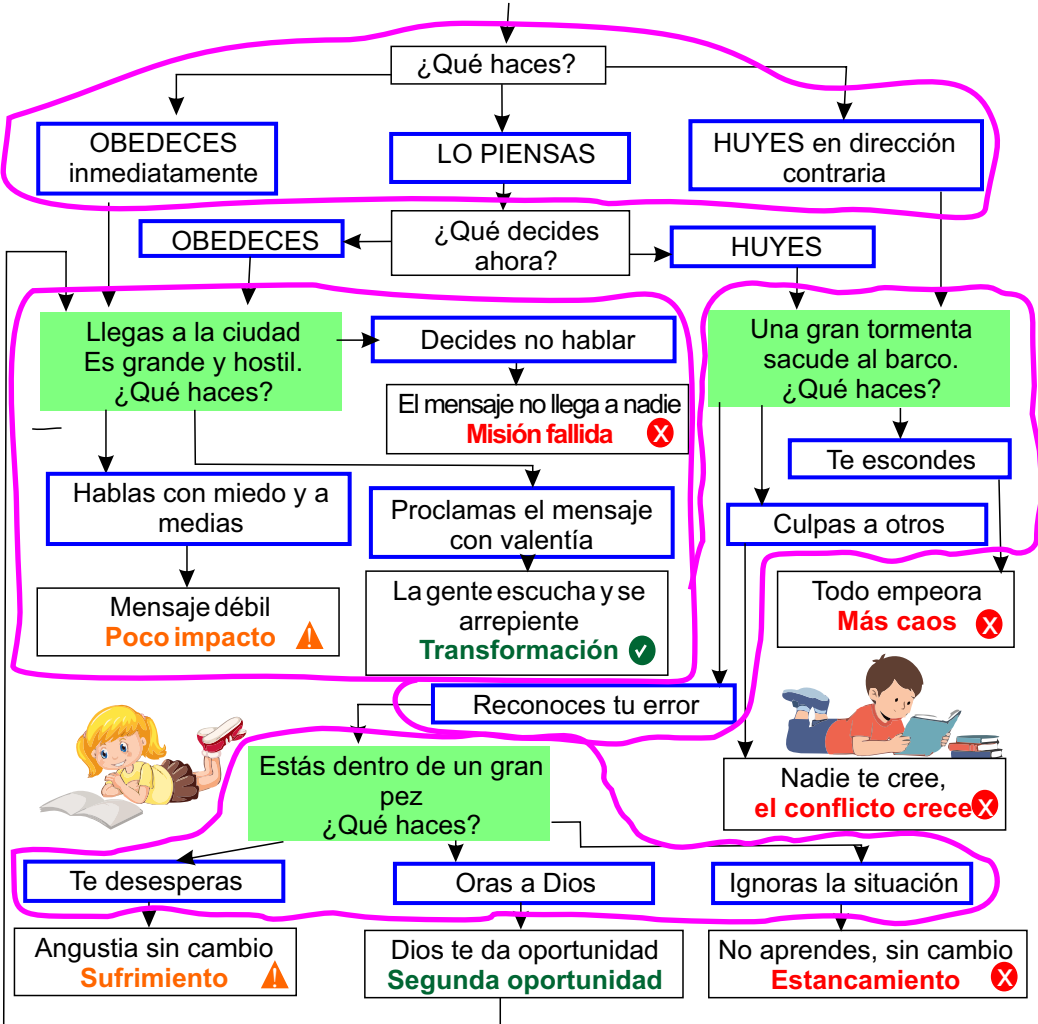 ¿Qué haces?
OBEDECES
inmediatamente
LO PIENSAS
HUYES en dirección
contraria
OBEDECES
¿Qué decides
ahora?
HUYES
Llegas a la ciudad
Es grande y hostil.
¿Qué haces?
Decides no hablar
El mensaje no llega a nadie
Misión fallida
Hablas con miedo y a
medias
Proclamas el mensaje
con valentía
Mensaje débil
Poco impacto
La gente escucha y se
arrepiente
Transformación
Una gran tormenta
sacude al barco.
¿Qué haces?
Te escondes
Culpas a otros
Todo empeora
Más caos
Reconoces tu error
Nadie te cree,
el conflicto crece
Estás dentro de un gran
pez
¿Qué haces?
Te desesperas
Oras a Dios
Ignoras la situación
Angustia sin cambio
Sufrimiento
Dios te da oportunidad
Segunda oportunidad
No aprendes, sin cambio
Estancamiento